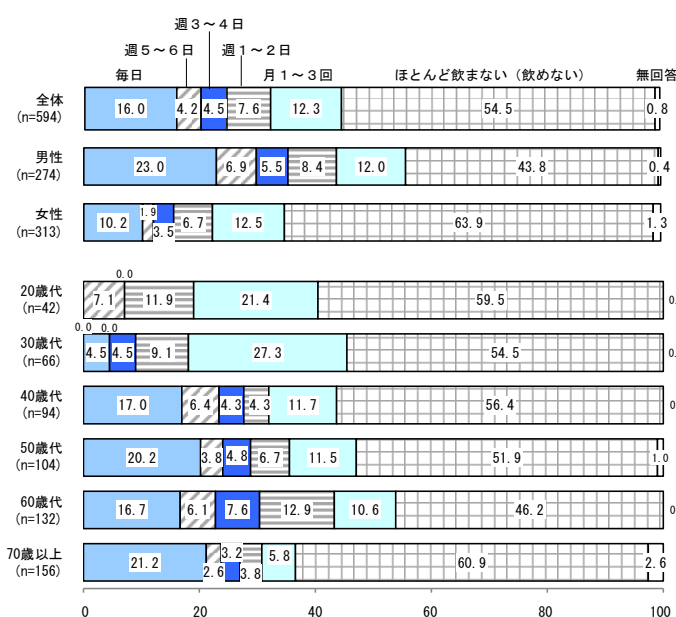 週３～４日
週５～６日 週１～２日
毎日 月１～３回 ほとんど飲まない（飲めない） 無回答
全体
(n=594)
16.0 4.2 4.5 7.6 12.3 54.5 0.8
男性
(n=274)
23.0 6.9 5.5 8.4 12.0 43.8 0.4
女性
(n=313)
10.2 1.9 3.5 6.7 12.5 63.9 1.3
0.0
20歳代
(n=42)
7.1 11.9 21.4 59.5 0.
0.0 0.0
30歳代
(n=66)
4.5 4.5 9.1 27.3 54.5 0.
40歳代
(n=94)
17.0 6.4 4.3 4.3 11.7 56.4 0
50歳代
(n=104)
20.2 3.8 4.8 6.7 11.5 51.9 1.0
60歳代
(n=132)
16.7 6.1 7.6 12.9 10.6 46.2 0
70歳以上
(n=156)
21.2 2.6 3.2 3.8 5.8 60.9 2.6
0 20 40 60 80 100